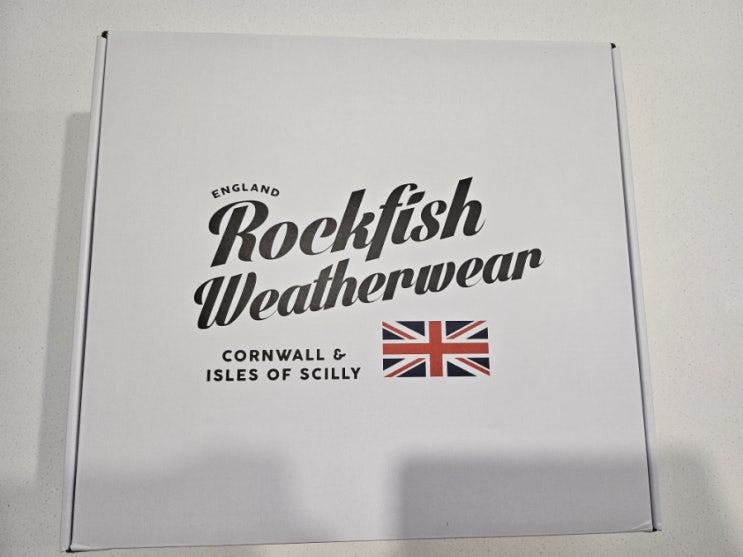 ENGLAND
Rockfish
Weatherwear
CORNWALL &
ISLES OF SCILLY